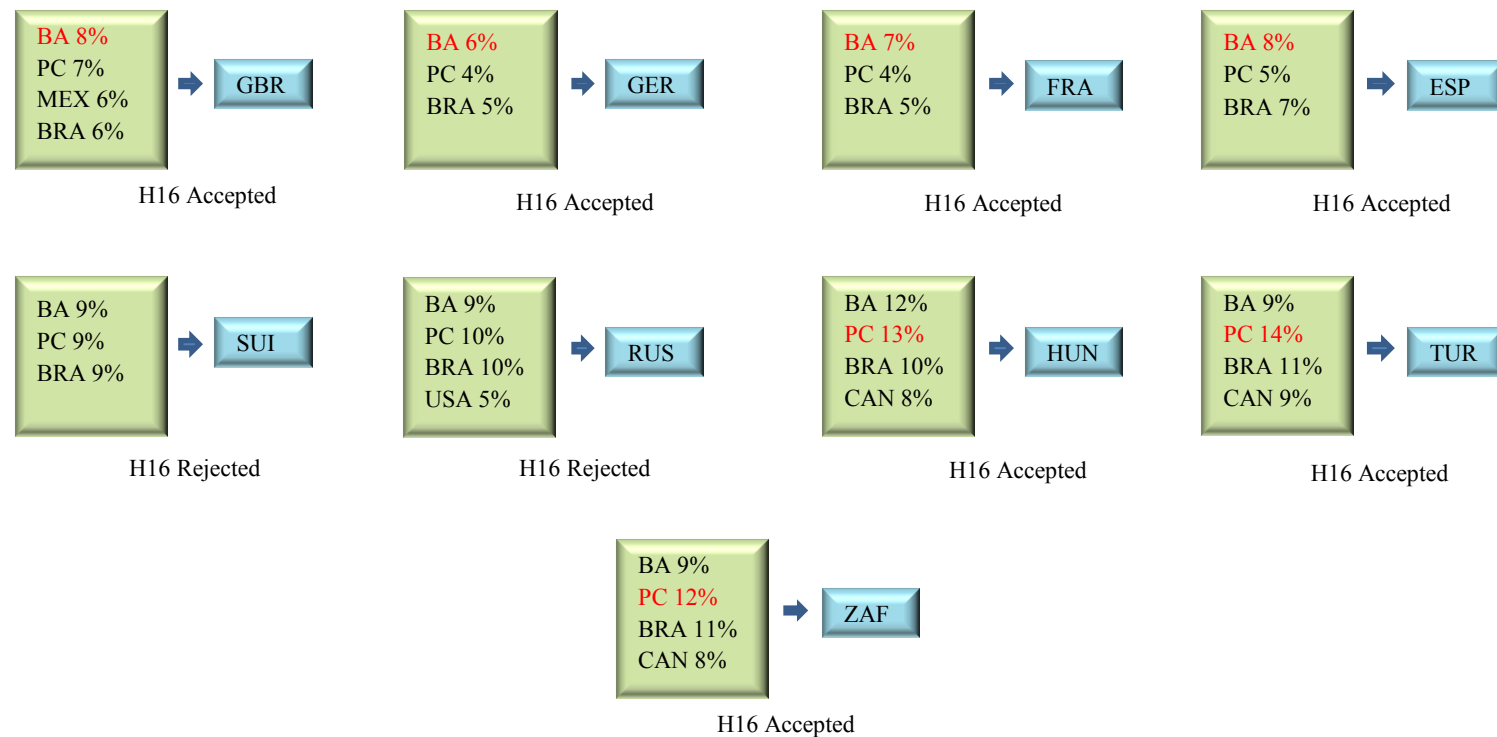 BA 8%
PC 7%
MEX 6%
BRA 6%
GBR
H16 Accepted
BA 6%
PC 4%
BRA 5%
GER
H16 Accepted
BA 7%
PC 4%
BRA 5%
FRA
H16 Accepted
BA 8%
PC 5%
BRA 7%
ESP
H16 Accepted
BA 9%
PC 9%
BRA 9%
SUI
H16 Rejected
BA 9%
PC 10%
BRA 10%
USA 5%
RUS
H16 Rejected
BA 12%
PC 13%
BRA 10%
CAN 8%
HUN
H16 Accepted
BA 9%
PC 14%
BRA 11%
CAN 9%
TUR
H16 Accepted
BA 9%
PC 12%
BRA 11%
CAN 8%
ZAF
H16 Accepted